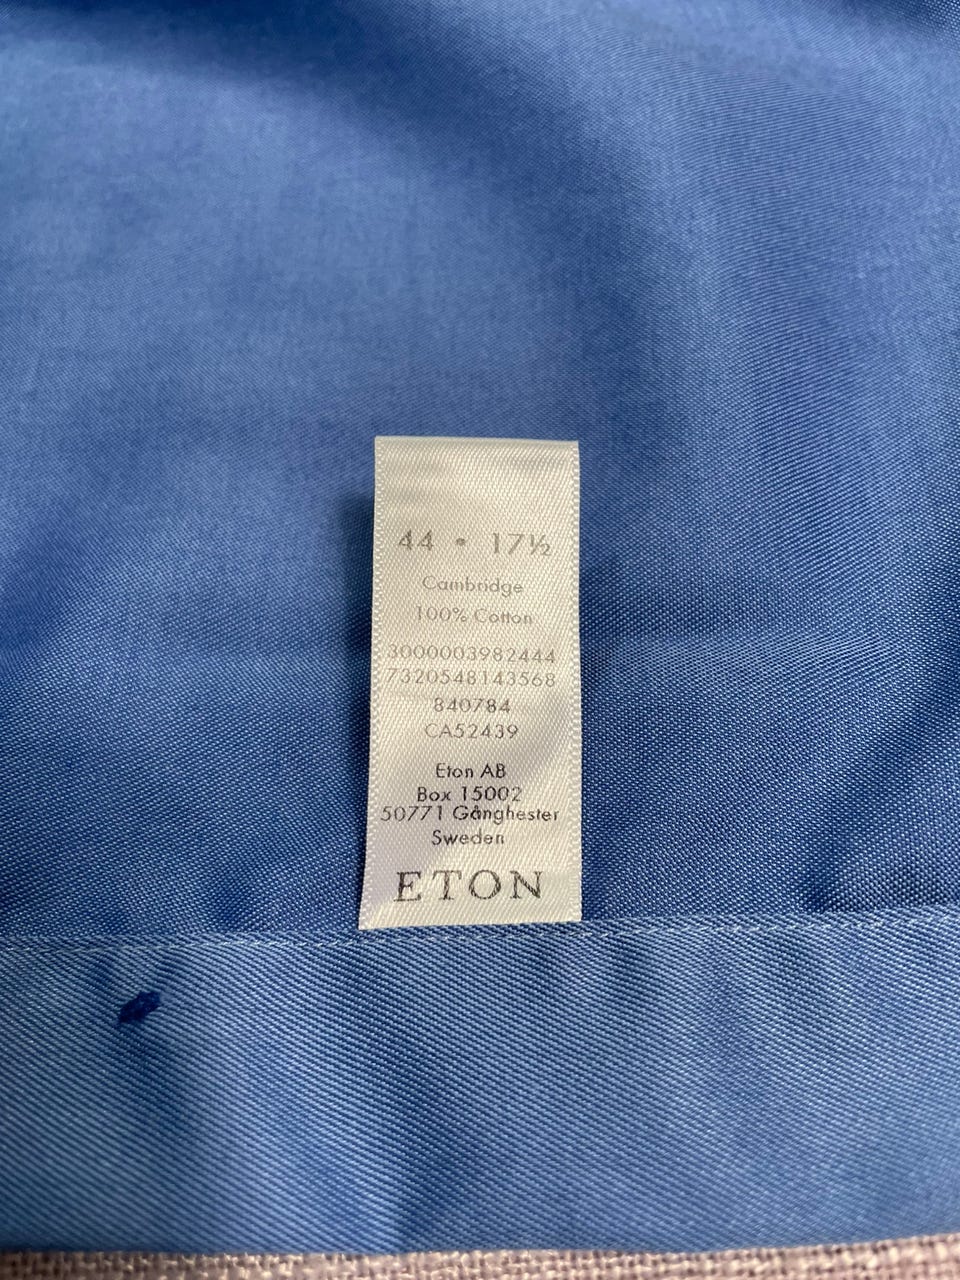 44 • 17½
Cambridge
100% Cotton
3000003982444
7320548143568
840784
CA52439
Eton AB
Box 15002
50771 Gånghester
Sweden
ETON